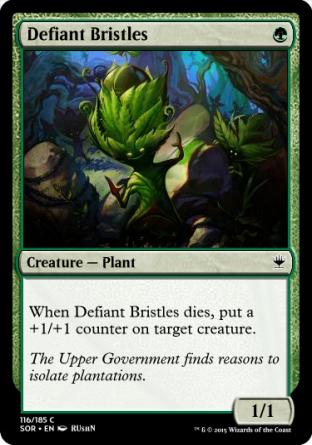 Defiant Bristles
Creature — Plant
When Defiant Bristles dies, put a
+1/+1 counter on target creature.
The Upper Government finds reasons to
isolate plantations.
1/1
116/185 C
SOR • EN RUSHN
™ & © 2015 Wizards of the Coast